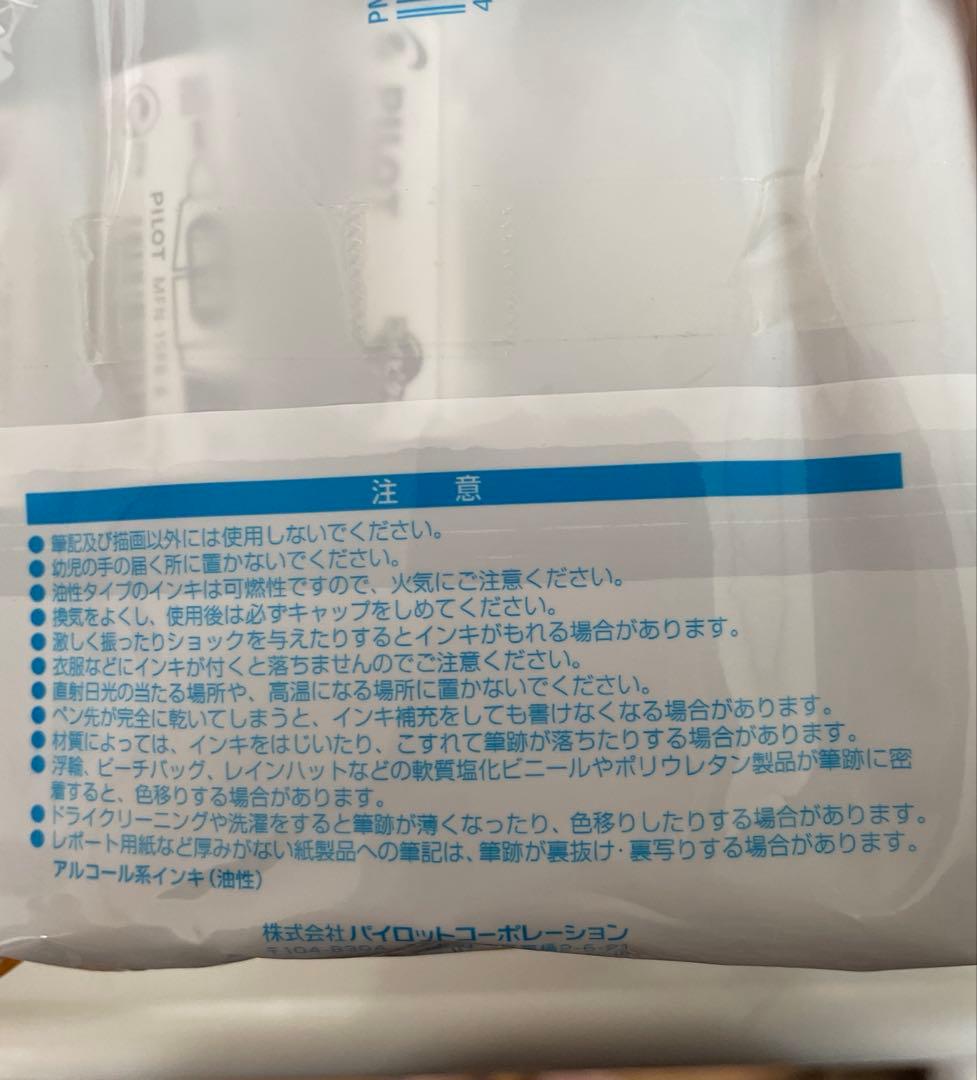 PILOT
PILOT
注 意
●筆記及び描画以外には使用しないでください。
●幼児の手の届く所に置かないでください。
●油性タイプのインキは可燃性ですので、火気にご注意ください。
●換気をよくし、使用後は必ずキャップをしめてください。
●激しく振ったりショックを与えたりするとインキがもれる場合があります。
●衣服などにインキが付くと落ちませんのでご注意ください。
●直射日光の当たる場所や、高温になる場所に置かないでください。
●ペン先が完全に乾いてしまうと、インキ補充をしても書けなくなる場合があります。
●材質によっては、インキをはじいたり、こすれて筆跡が落ちたりする場合があります。
●浮輪、ビーチバッグ、レインハットなどの軟質塩化ビニールやポリウレタン製品が筆跡に密
着すると、色移りする場合があります。
●ドライクリーニングや洗濯をすると筆跡が薄くなったり、色移りしたりする場合があります。
●レポート用紙など厚みがない紙製品への筆記は、筆跡が裏抜け・裏写りする場合があります。
アルコール系インキ(油性)
株式会社パイロットコーポレーション